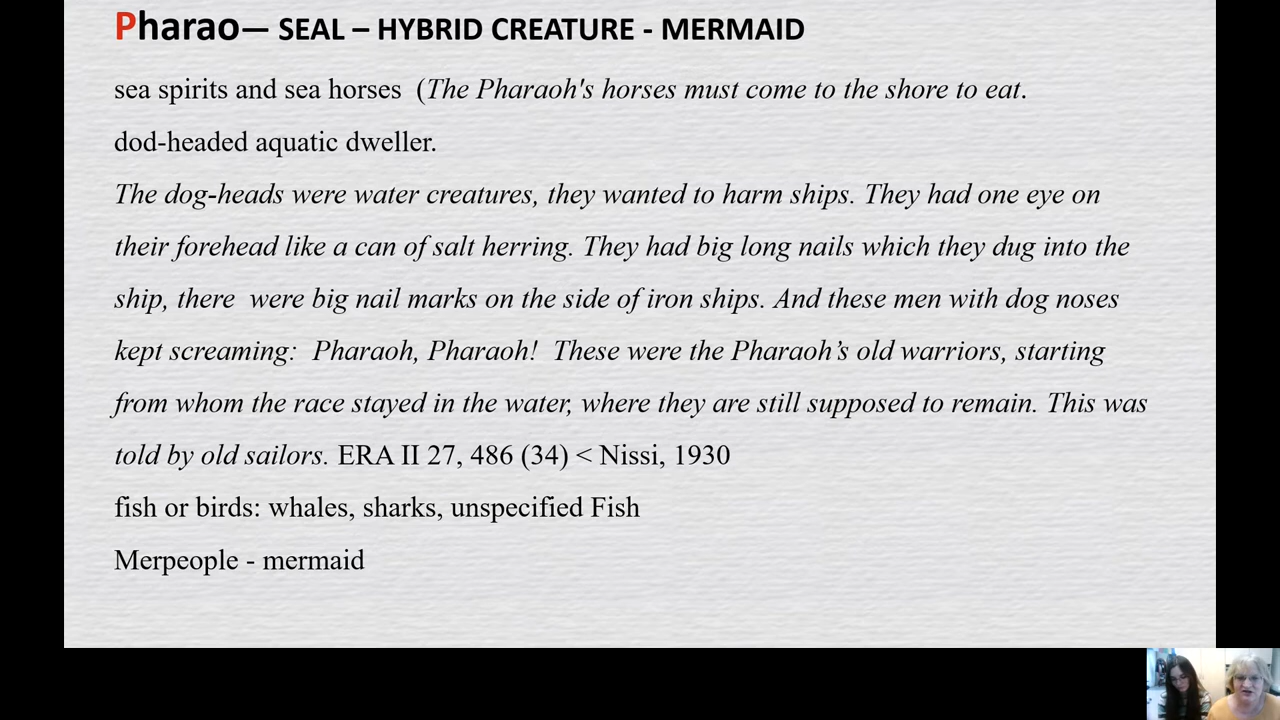 Pharao— SEAL – HYBRID CREATURE - MERMAID
sea spirits and sea horses  (The Pharaoh's horses must come to the shore to eat.
dod-headed aquatic dweller.
The dog-heads were water creatures, they wanted to harm ships. They had one eye on
their forehead like a can of salt herring. They had big long nails which they dug into the
ship, there  were big nail marks on the side of iron ships. And these men with dog noses
kept screaming:  Pharaoh, Pharaoh!  These were the Pharaoh’s old warriors, starting
from whom the race stayed in the water, where they are still supposed to remain. This was
told by old sailors. ERA II 27, 486 (34) < Nissi, 1930
fish or birds: whales, sharks, unspecified Fish
Merpeople - mermaid